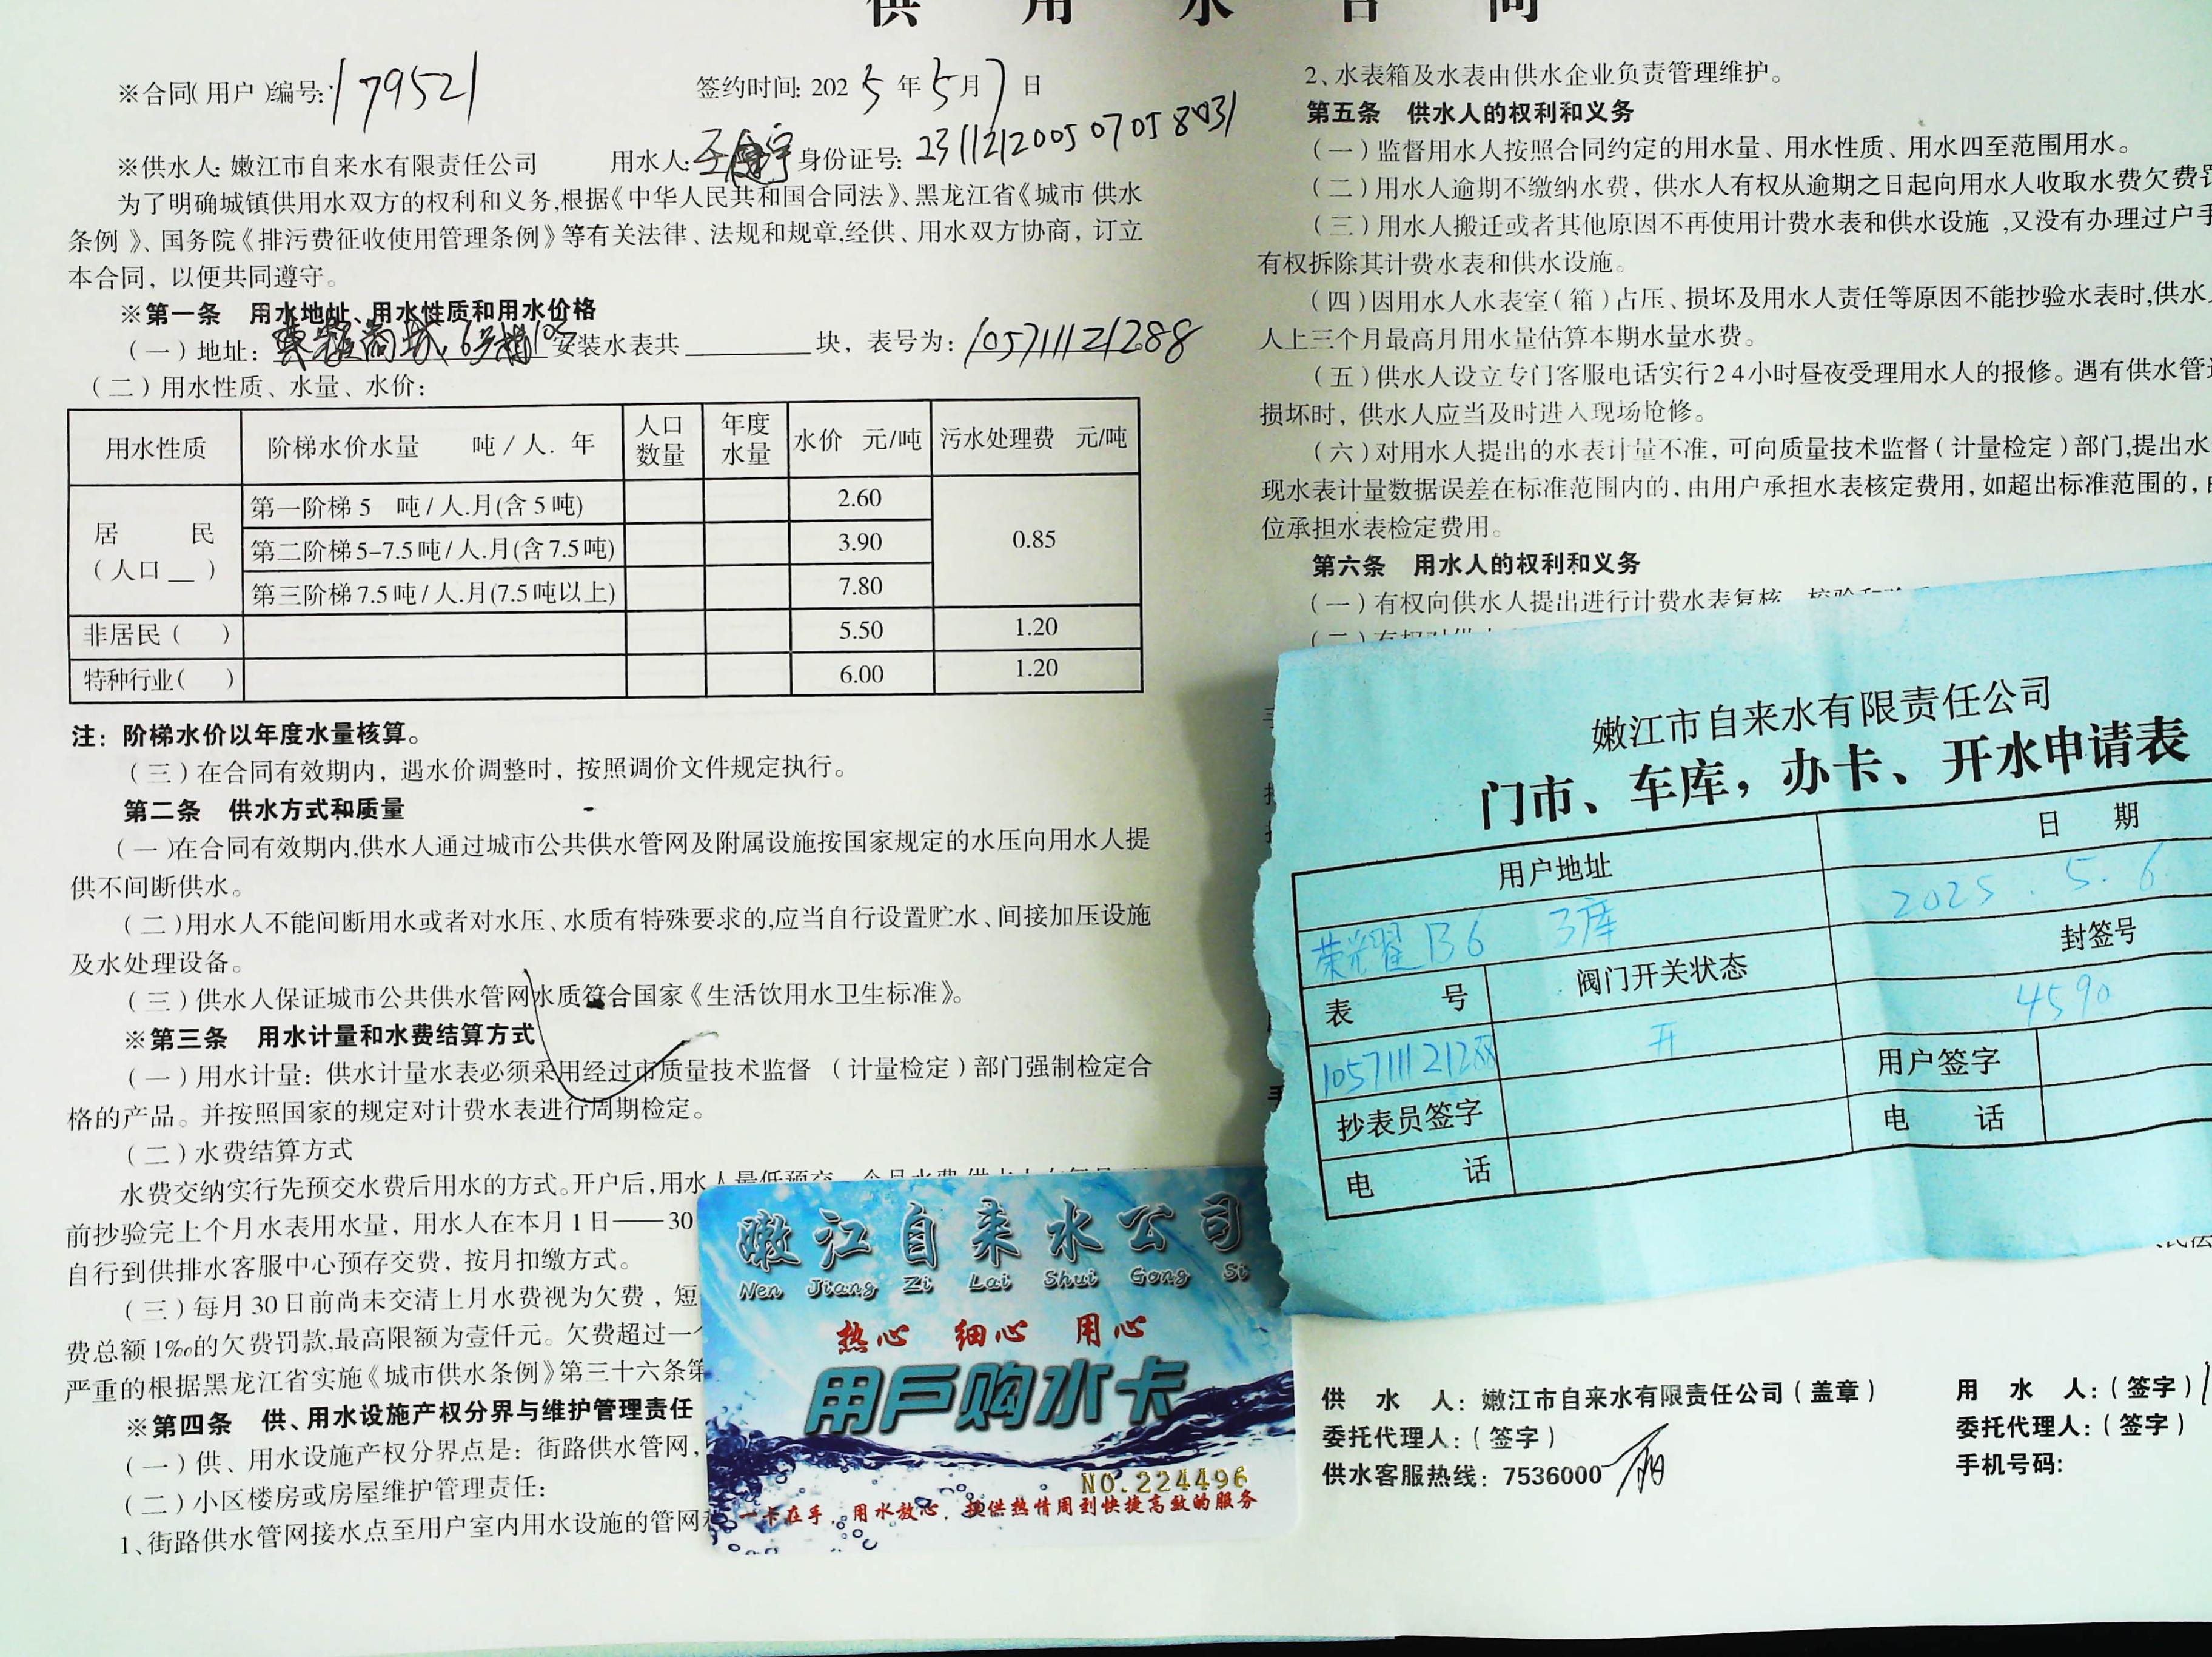 供 用 水 合 同
※合同(用户)编号:179521
签约时间: 2025年5月7日
※供水人: 嫩江市自来水有限责任公司 用水人: 身份证号:
为了明确城镇供用水双方的权利和义务,根据《中华人民共和国合同法》、黑龙江省《城市 供水
条例》、国务院《排污费征收使用管理条例》等有关法律、法规和规章,经供、用水双方协商, 订立
本合同, 以便共同遵守。
※第一条 用水地址、用水性质和用水价格
(一)地址: 商城 6号楼 安装水表共______块, 表号为: 105711121288
(二)用水性质、水量、水价:
用水性质 阶梯水价水量 吨/人. 年 人口数量 年度水量 水价 元/吨 污水处理费 元/吨
居 民(人口__) 第一阶梯 5 吨/人.月(含5吨) 2.60 0.85
第二阶梯5-7.5吨/人.月(含7.5吨) 3.90
第三阶梯7.5吨/人.月(7.5吨以上) 7.80
非居民( ) 5.50 1.20
特种行业( ) 6.00 1.20
注: 阶梯水价以年度水量核算。
(三)在合同有效期内, 遇水价调整时, 按照调价文件规定执行。
第二条 供水方式和质量
(一)在合同有效期内,供水人通过城市公共供水管网及附属设施按国家规定的水压向用水人提
供不间断供水。
(二)用水人不能间断用水或者对水压、水质有特殊要求的,应当自行设置贮水、间接加压设施
及水处理设备。
(三)供水人保证城市公共供水管网水质符合国家《生活饮用水卫生标准》。
※第三条 用水计量和水费结算方式
(一)用水计量: 供水计量水表必须采用经过市质量技术监督 (计量检定)部门强制检定合
格的产品。并按照国家的规定对计费水表进行周期检定。
(二)水费结算方式
水费交纳实行先预交水费后用水的方式。开户后,用水人最低预交一个月水费
前抄验完上个月水表用水量, 用水人在本月1日——30
自行到供排水客服中心预存交费, 按月扣缴方式。
(三)每月30日前尚未交清上月水费视为欠费, 短
费总额1‰的欠费罚款,最高限额为壹仟元。欠费超过一
严重的根据黑龙江省实施《城市供水条例》第三十六条第
※第四条 供、用水设施产权分界与维护管理责任
(一)供、用水设施产权分界点是: 街路供水管网,
(二)小区楼房或房屋维护管理责任:
1、街路供水管网接水点至用户室内用水设施的管网
2、水表箱及水表由供水企业负责管理维护。
第五条 供水人的权利和义务
(一)监督用水人按照合同约定的用水量、用水性质、用水四至范围用水。
(二)用水人逾期不缴纳水费, 供水人有权从逾期之日起向用水人收取水费欠费
(三)用水人搬迁或者其他原因不再使用计费水表和供水设施,又没有办理过户手
有权拆除其计费水表和供水设施。
(四)因用水人水表室(箱)占压、损坏及用水人责任等原因不能抄验水表时,供水
人上三个月最高月用水量估算本期水量水费。
(五)供水人设立专门客服电话实行24小时昼夜受理用水人的报修。遇有供水管
损坏时, 供水人应当及时进入现场抢修。
(六)对用水人提出的水表计量不准, 可向质量技术监督(计量检定)部门,提出水
现水表计量数据误差在标准范围内的, 由用户承担水表核定费用, 如超出标准范围的,
位承担水表检定费用。
第六条 用水人的权利和义务
(一)有权向供水人提出进行计费水表复核
嫩江市自来水有限责任公司
门市、车库, 办卡、开水申请表
用户地址 日 期
荣耀 B6 3库 2025.5.6
表 号 阀门开关状态 封签号
105711121288 开 4590
抄表员签字 用户签字
电 话 电 话
嫩江自来水公司
Nen Jiang Zi Lai Shui Gong Si
热心 细心 用心
用户购水卡
NO.224496
一卡在手, 用水放心, 提供热情周到快捷高效的服务
供 水 人: 嫩江市自来水有限责任公司(盖章) 用 水 人:(签字)
委托代理人:(签字) 委托代理人:(签字)
供水客服热线: 7536000 手机号码: